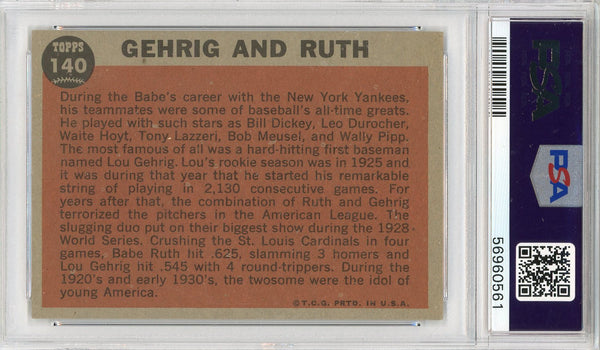 TOPPS
140
GEHRIG AND RUTH
During the Babe's career with the New York Yankees,
his teammates were some of baseball's all-time greats.
He played with such stars as Bill Dickey, Leo Durocher,
Waite Hoyt, Tony Lazzeri, Bob Meusel, and Wally Pipp.
The most famous of all was a hard-hitting first baseman
named Lou Gehrig. Lou's rookie season was in 1925 and
it was during that year that he started his remarkable
string of playing in 2,130 consecutive games. For
years after that, the combination of Ruth and Gehrig
terrorized the pitchers in the American League. The
slugging duo put on their biggest show during the 1928
World Series. Crushing the St. Louis Cardinals in four
games, Babe Ruth hit .625, slamming 3 homers and
Lou Gehrig hit .545 with 4 round-trippers. During the
1920's and early 1930's, the twosome were the idol of
young America.
©T.C.G. PRTD. IN U.S.A.
56960561
PSA
PSA